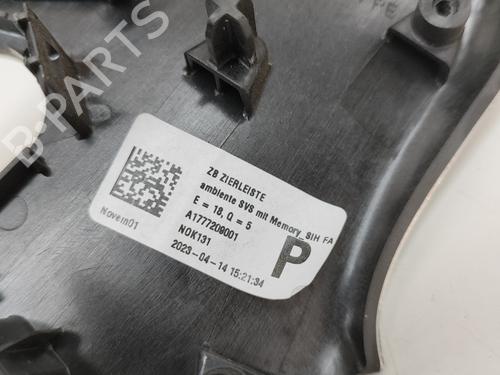 ZB ZIERLEISTE
ambiente SVS mit Memory_SIH FA
E = 18, Q = 5
A1777209001
NOK131
2023-04-14 15:21:34
P
Novem01
B-PARTS